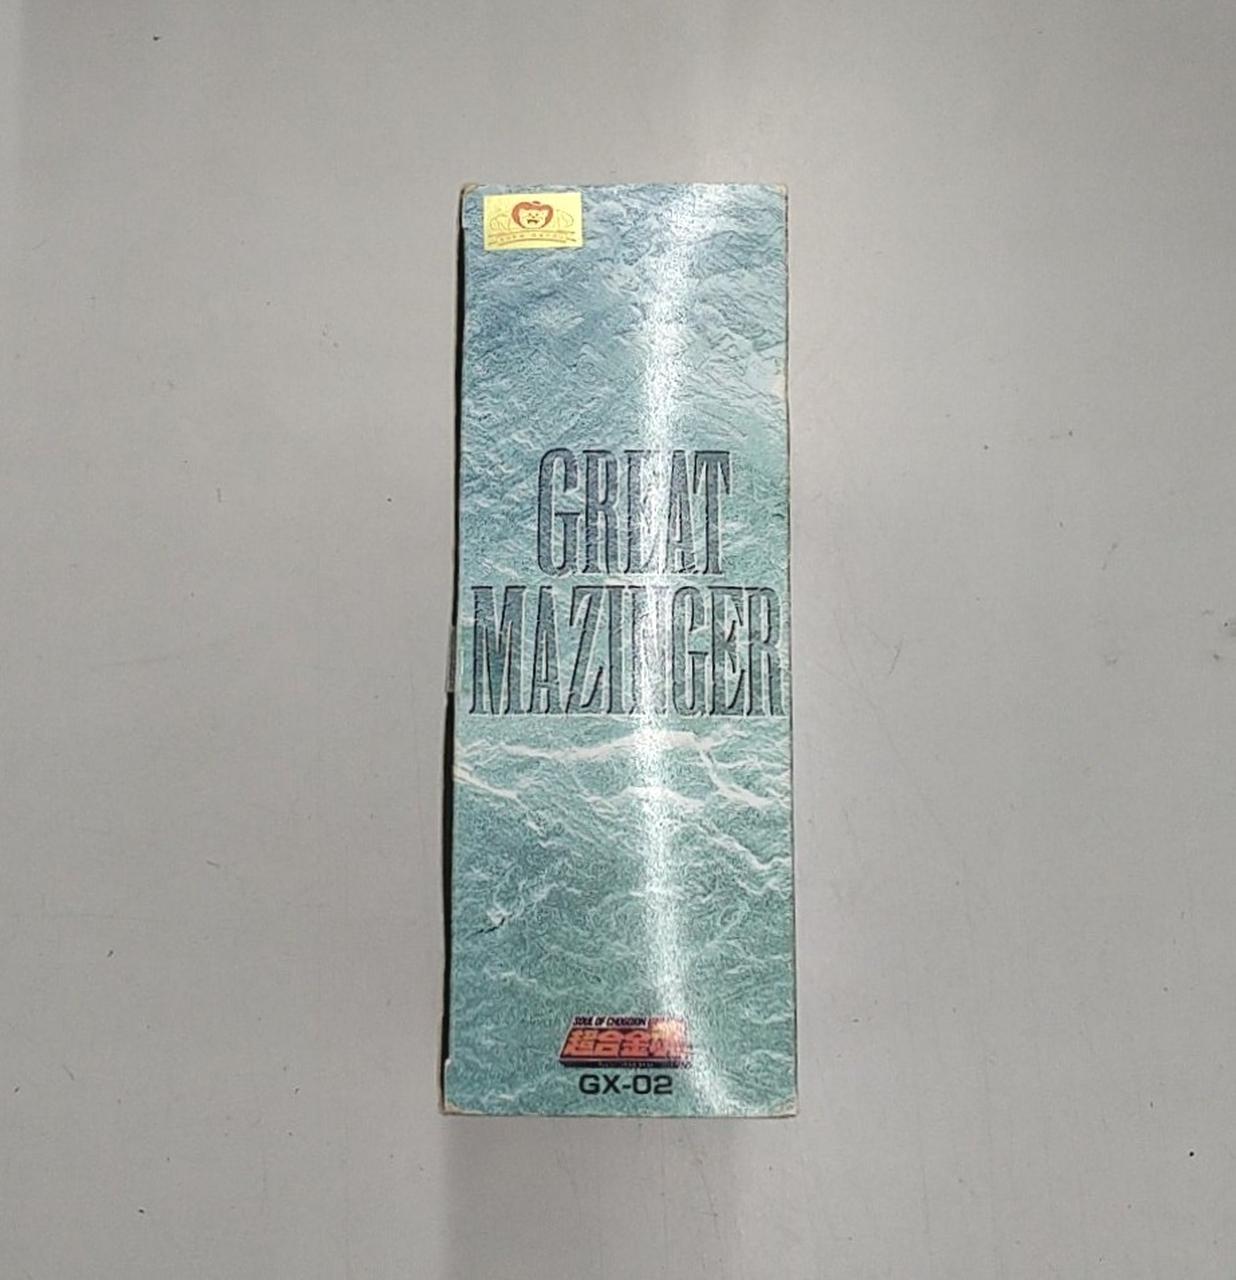 GREAT
MAZINGER
SOUL OF CHOGOKIN
超合金魂
GX-02